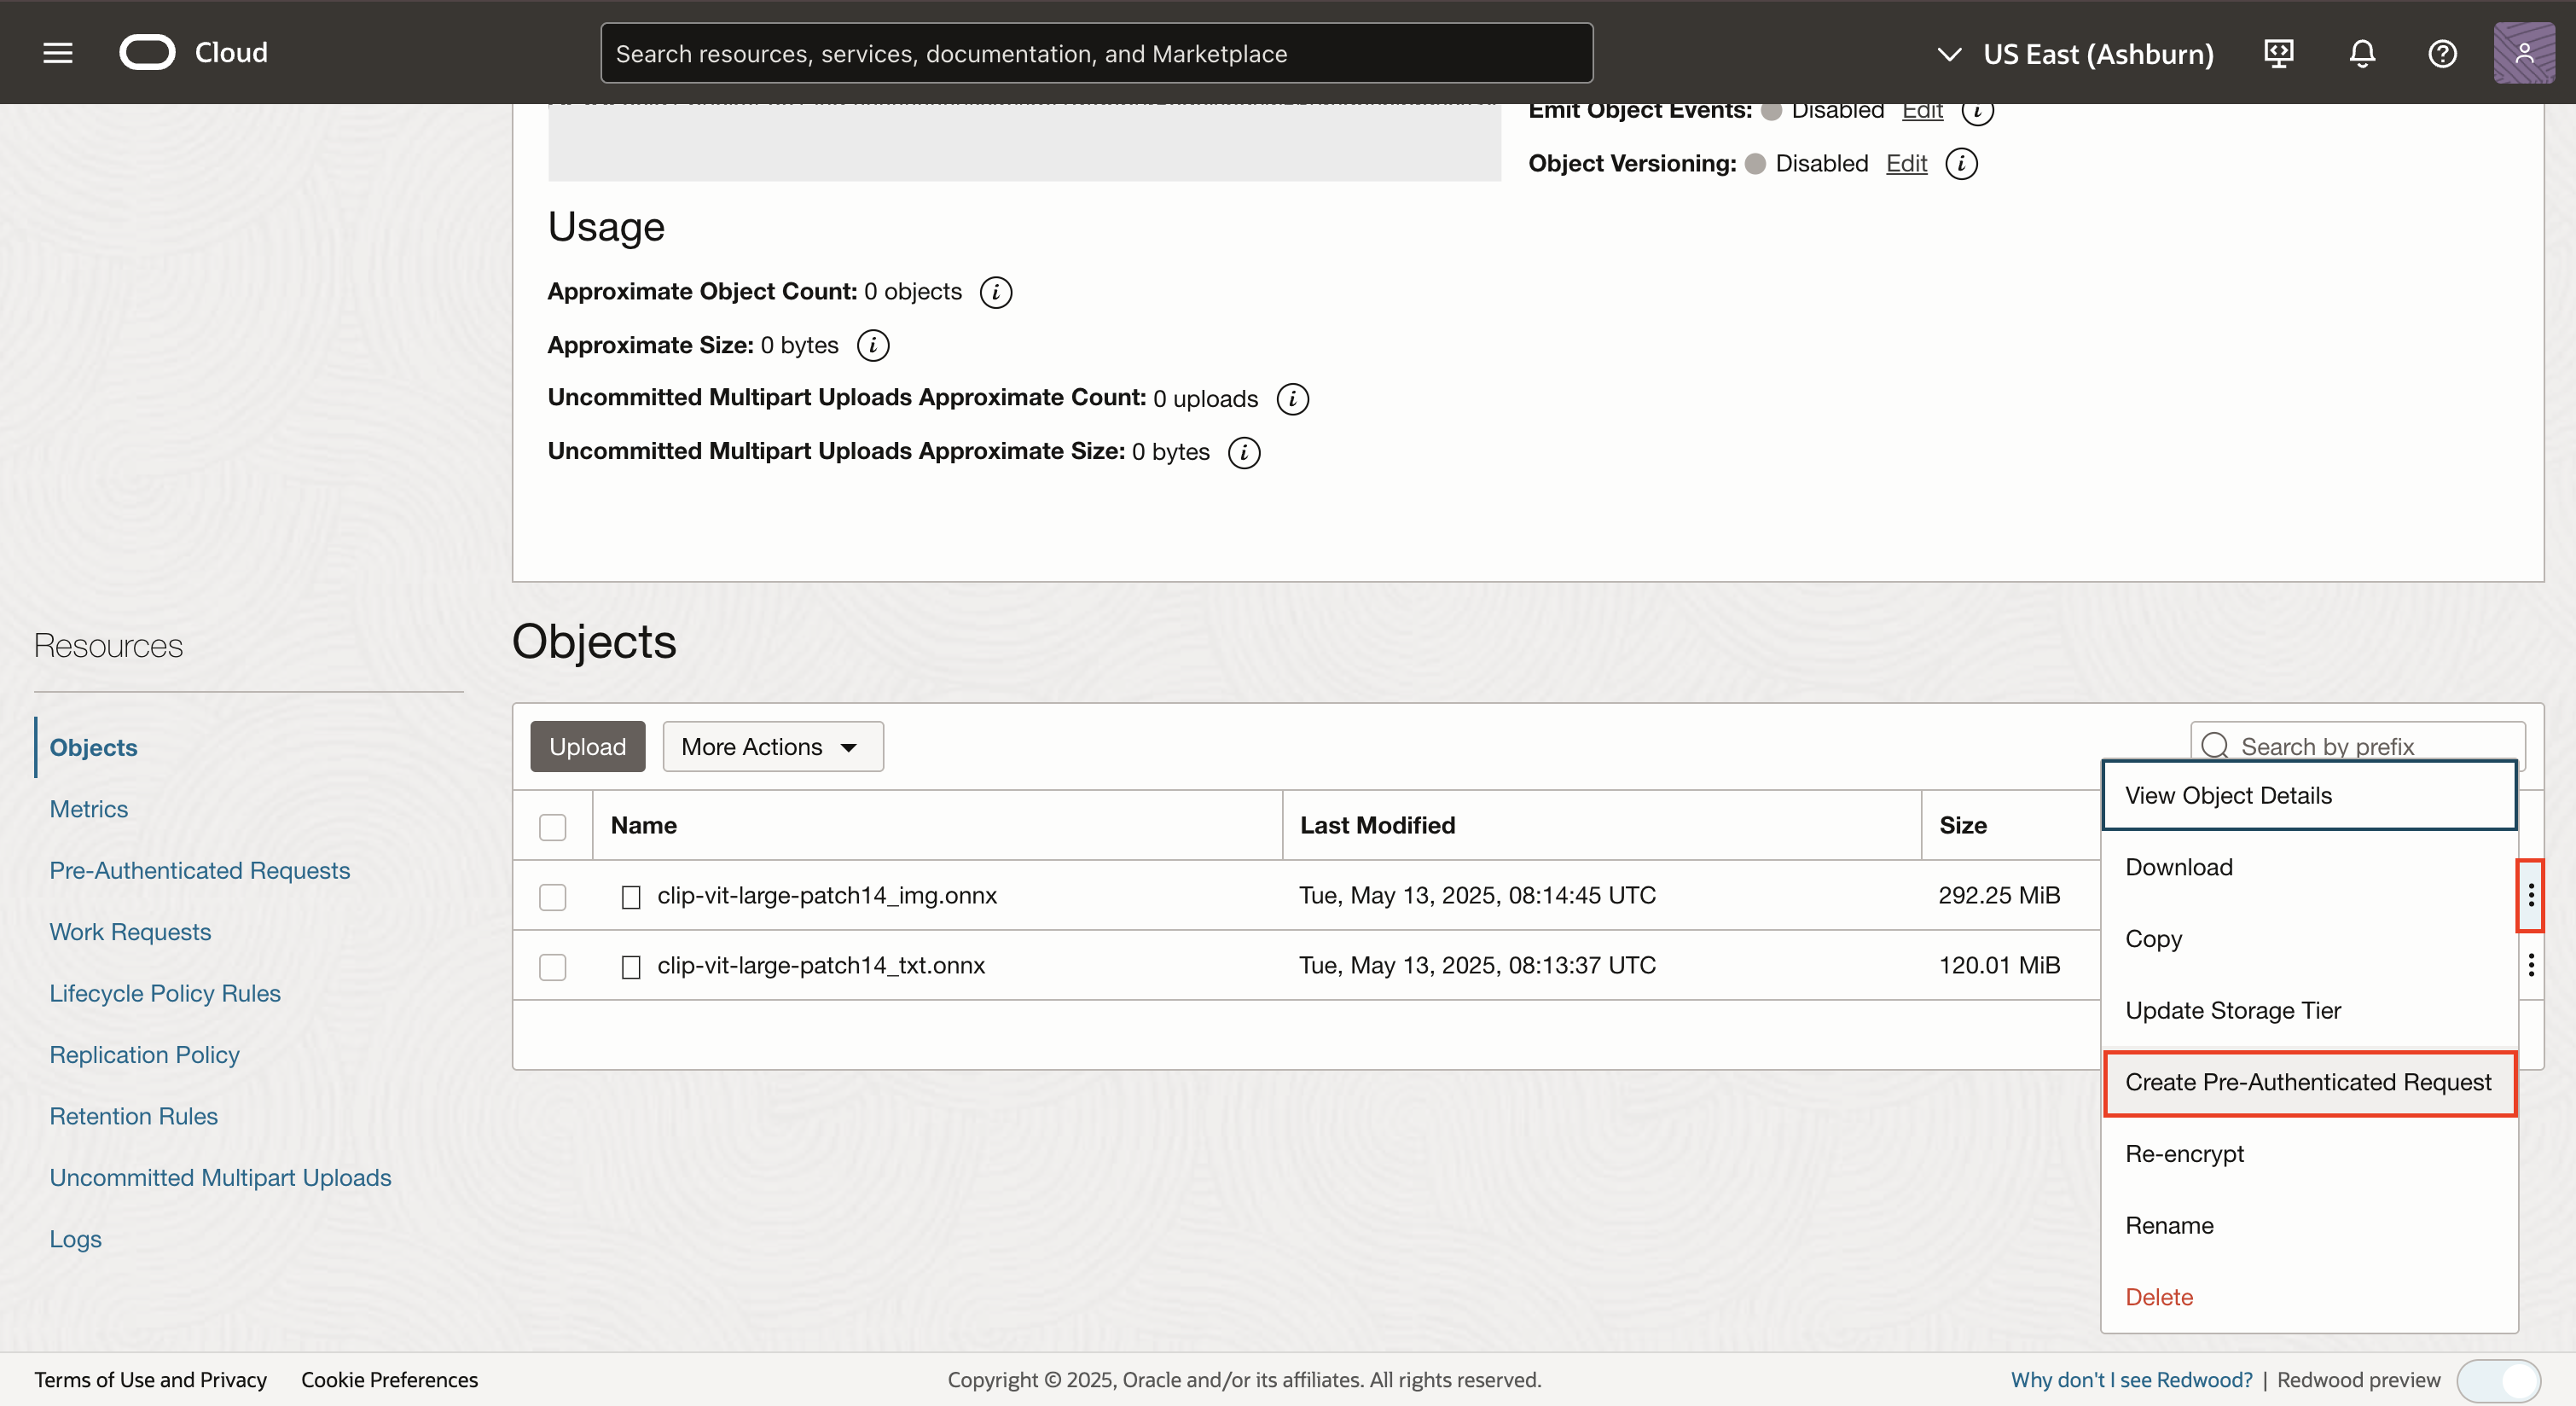 Cloud
Search resources, services, documentation, and Marketplace
US East (Ashburn)
Emit Object Events: Disabled Edit
Object Versioning: Disabled Edit
Usage
Approximate Object Count: 0 objects
Approximate Size: 0 bytes
Uncommitted Multipart Uploads Approximate Count: 0 uploads
Uncommitted Multipart Uploads Approximate Size: 0 bytes
Resources
Objects
Metrics
Pre-Authenticated Requests
Work Requests
Lifecycle Policy Rules
Replication Policy
Retention Rules
Uncommitted Multipart Uploads
Logs
Objects
Upload More Actions Search by prefix
Name Last Modified Size
clip-vit-large-patch14_img.onnx Tue, May 13, 2025, 08:14:45 UTC 292.25 MiB
clip-vit-large-patch14_txt.onnx Tue, May 13, 2025, 08:13:37 UTC 120.01 MiB
View Object Details
Download
Copy
Update Storage Tier
Create Pre-Authenticated Request
Re-encrypt
Rename
Delete
Terms of Use and Privacy Cookie Preferences Copyright © 2025, Oracle and/or its affiliates. All rights reserved. Why don't I see Redwood? | Redwood preview